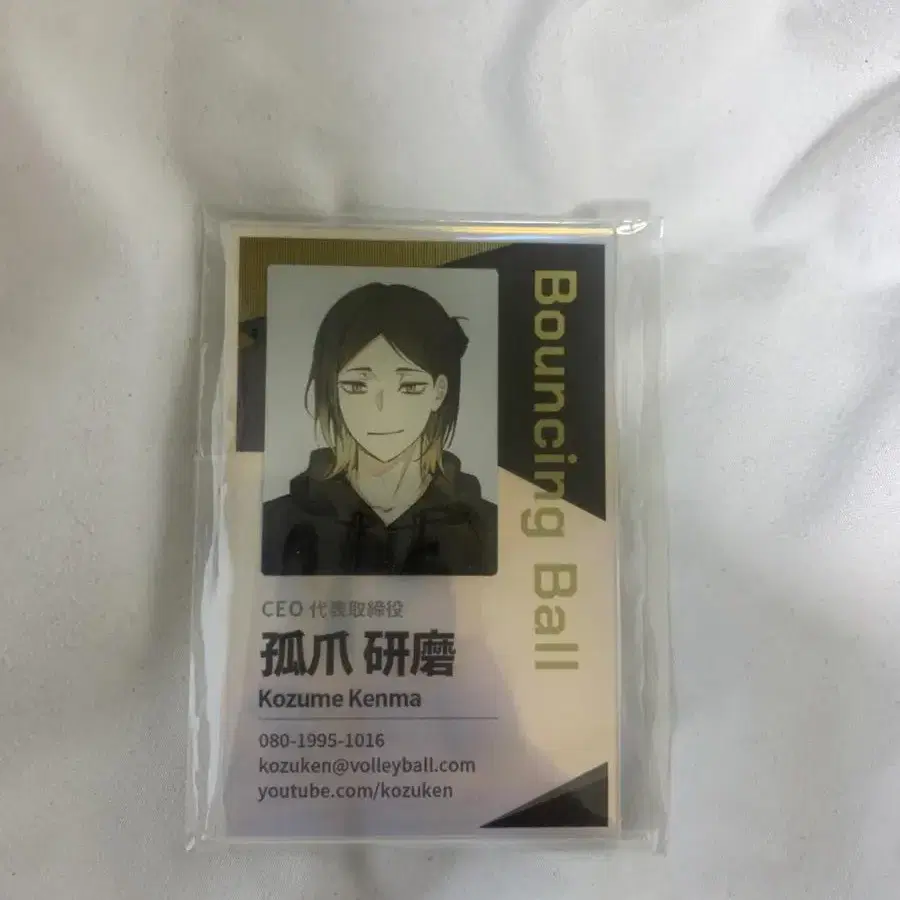 Bouncing Ball
CEO 代表取締役
孤爪 研磨
Kozume Kenma
080-1995-1016
kozuken@volleyball.com
youtube.com/kozuken